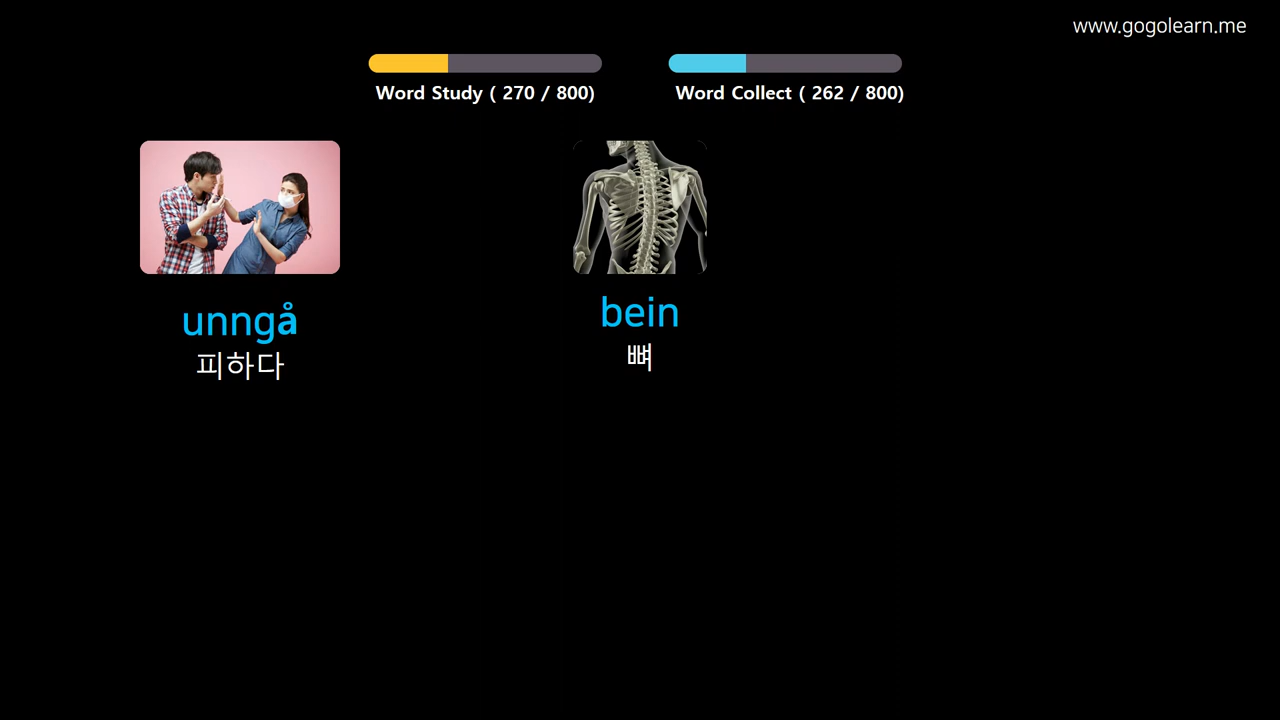 www.gogolearn.me
Word Study ( 270 / 800)
Word Collect ( 262 / 800)
unngå
피하다
bein
뼈